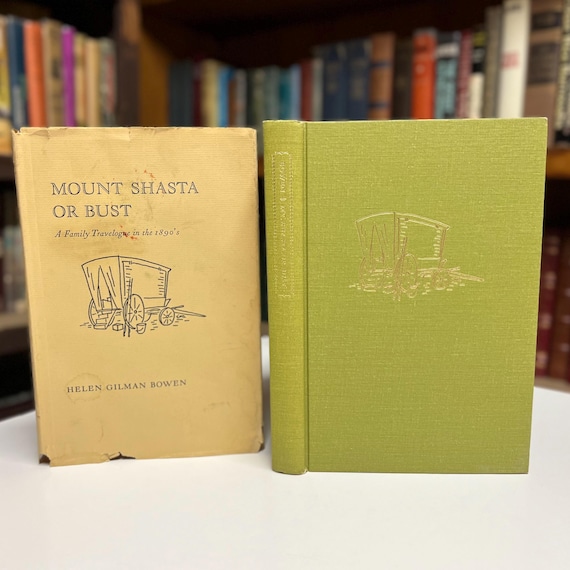 MOUNT SHASTA
OR BUST
A Family Travelogue in the 1890's
HELEN GILMAN BOWEN